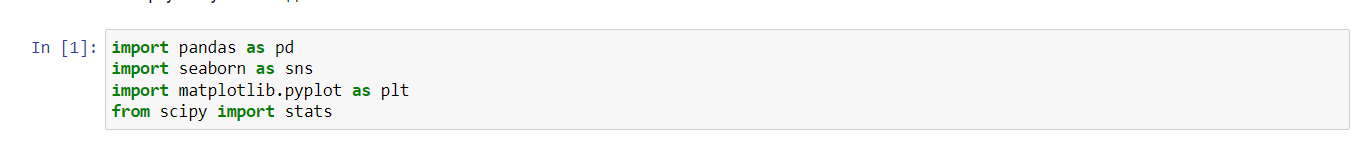 In [1]:
import pandas as pd
import seaborn as sns
import matplotlib.pyplot as plt
from scipy import stats